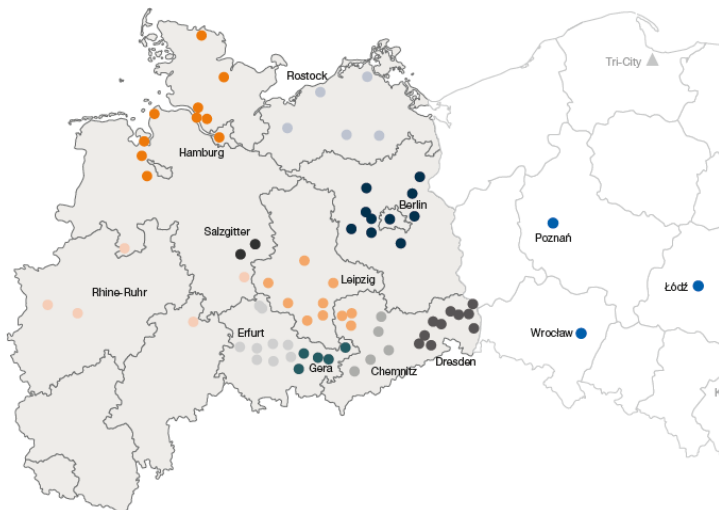 Tri-City
Rostock
Hamburg
Berlin
Salzgitter
Poznań
Leipzig
Rhine-Ruhr
Łódź
Erfurt
Wrocław
Dresden
Gera
Chemnitz
K